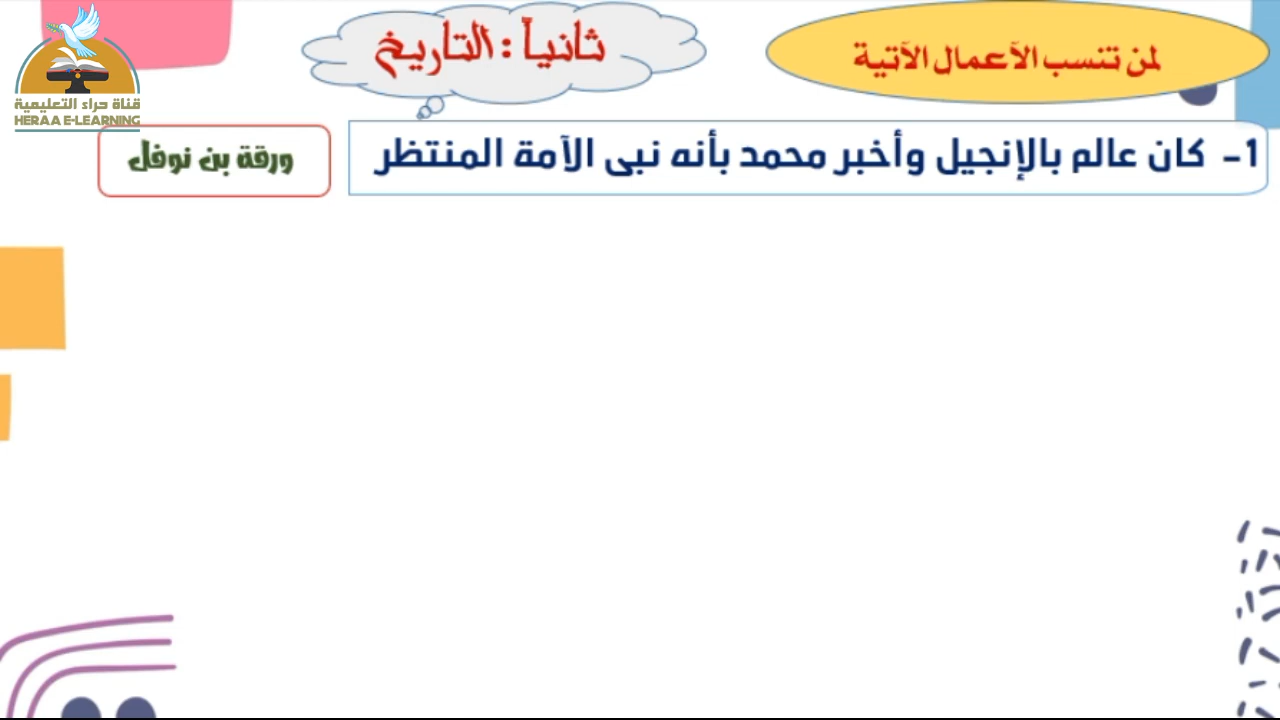 لمن تنسب الآعمال الآتية
ثانياً : التاريخ
قناة حراء التعليمية
HERAA E-LEARNING
1- كان عالم بالإنجيل وأخبر محمد بأنه نبى الآمة المنتظر
ورقة بن نوفل